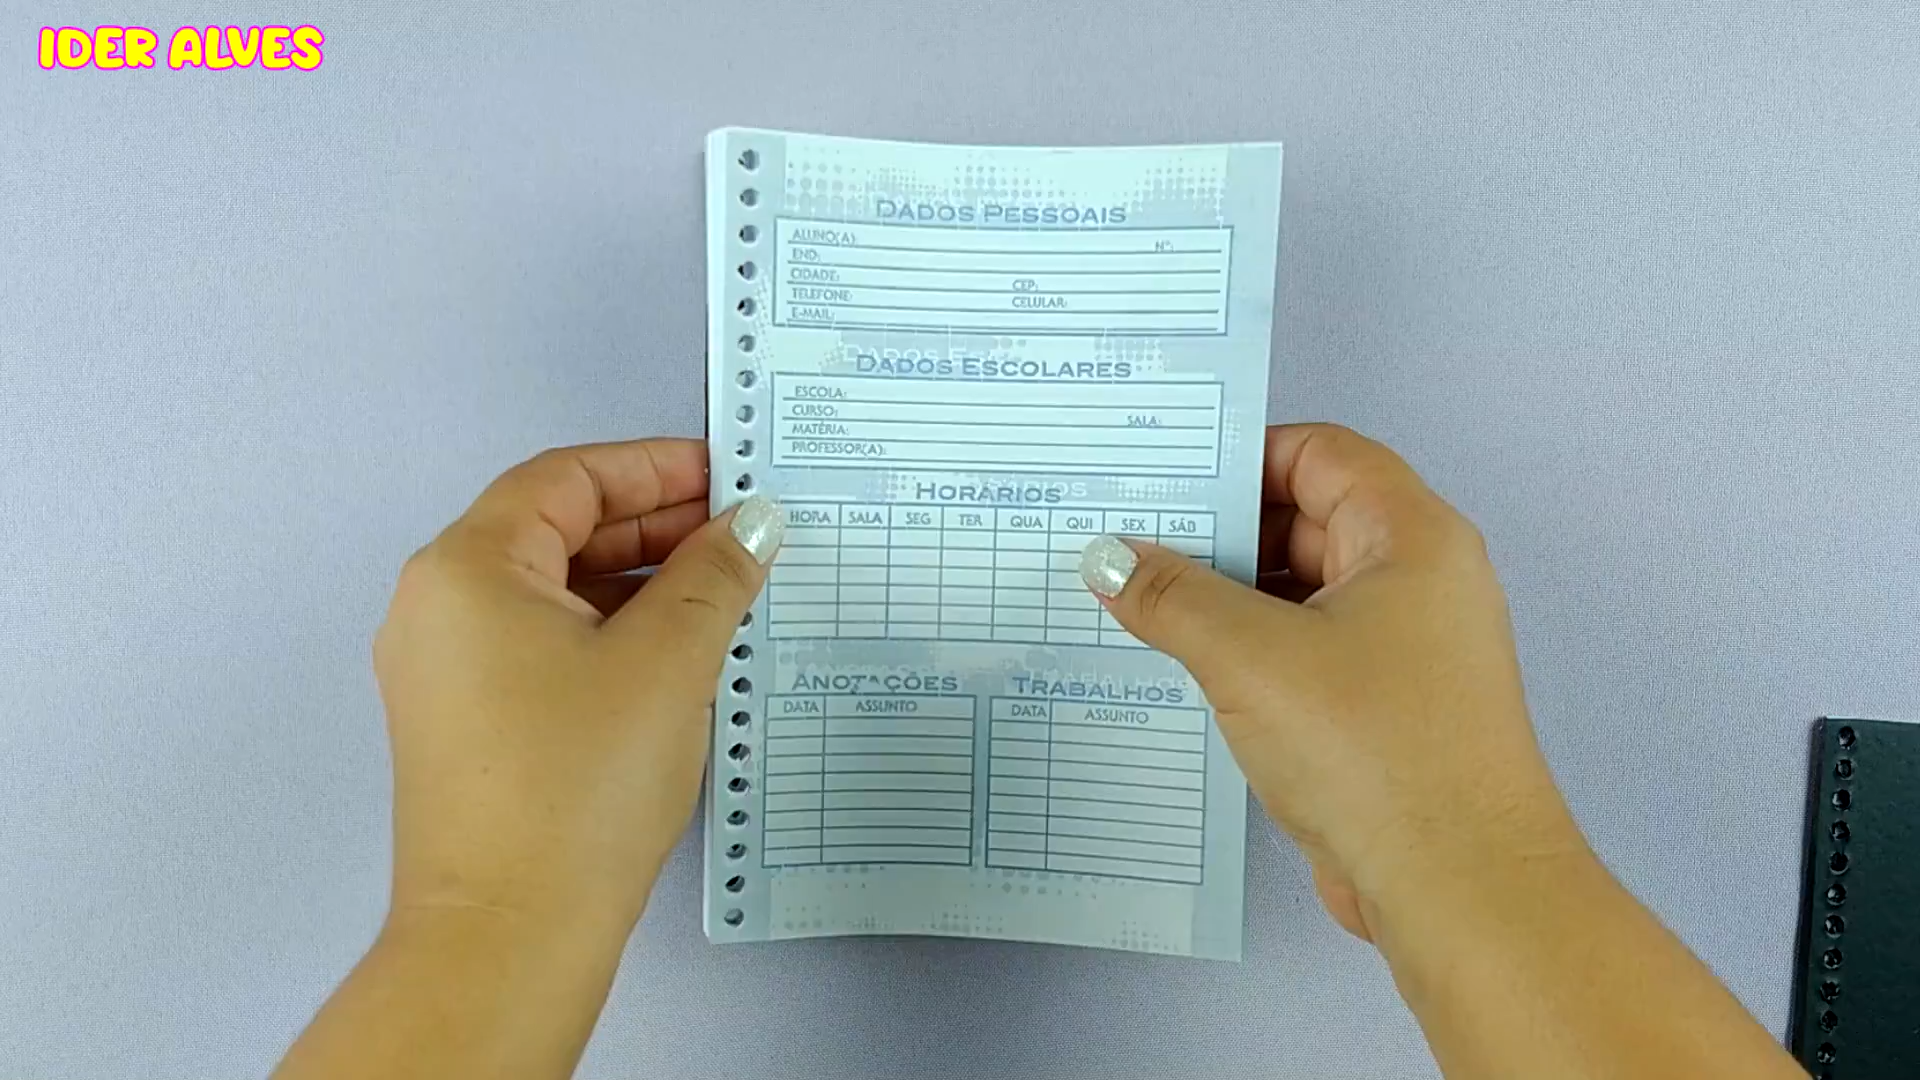 IDER ALVES
DADOS PESSOAIS
ALUNO(A): Nº:
END:
CIDADE: CEP:
TELEFONE: CELULAR:
E-MAIL:
DADOS ESCOLARES
ESCOLA:
CURSO: SALA:
MATÉRIA:
PROFESSOR(A):
HORÁRIOS
HORA SALA SEG TER QUA QUI SEX SÁB
ANOTAÇÕES TRABALHOS
DATA ASSUNTO DATA ASSUNTO